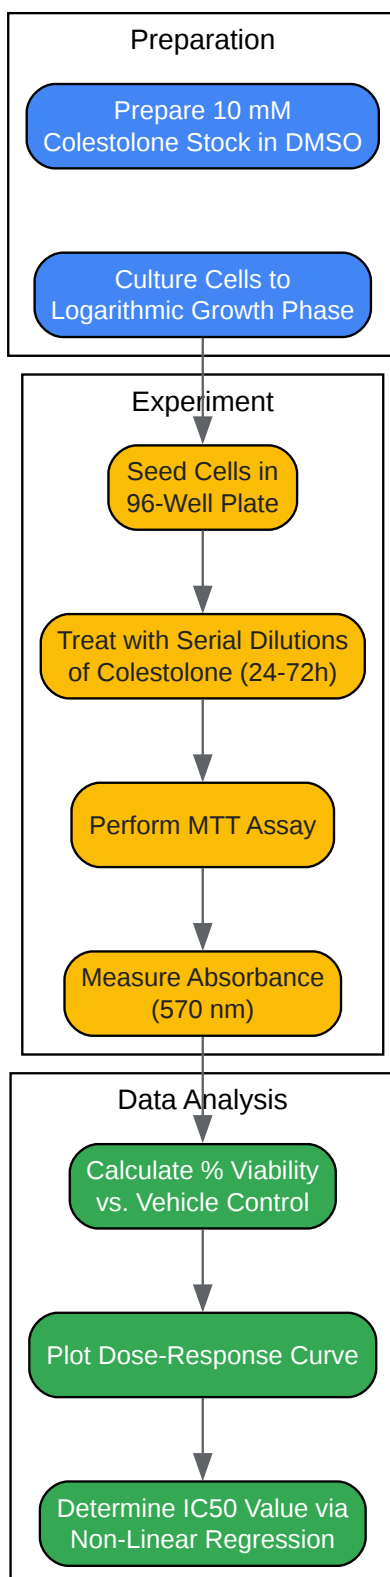 Preparation
Prepare 10 mM
Colestolone Stock in DMSO
Culture Cells to
Logarithmic Growth Phase
Experiment
Seed Cells in
96-Well Plate
Treat with Serial Dilutions
of Colestolone (24-72h)
Perform MTT Assay
Measure Absorbance
(570 nm)
Data Analysis
Calculate % Viability
vs. Vehicle Control
Plot Dose-Response Curve
Determine IC50 Value via
Non-Linear Regression